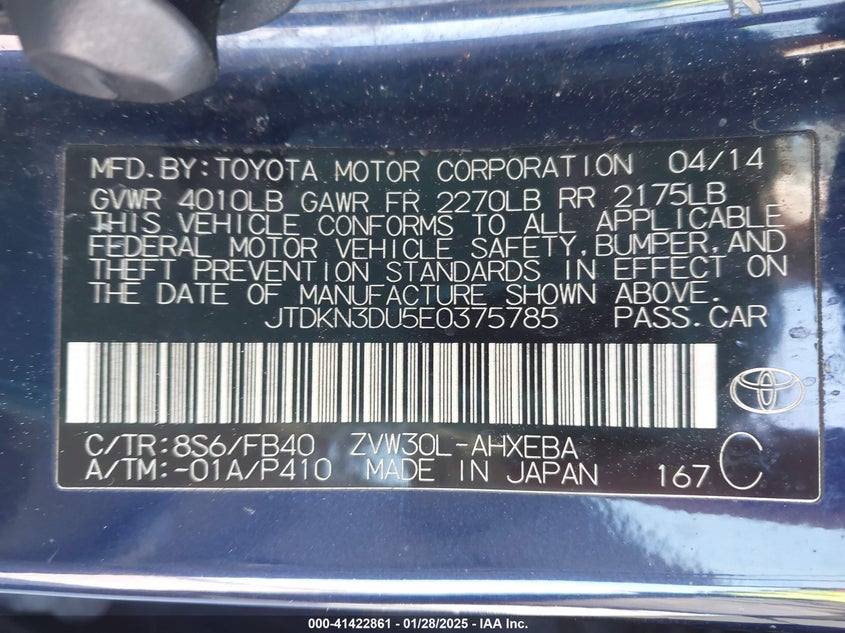 MFD.BY:TOYOTA MOTOR CORPORATION 04/14
GVWR 4010LB GAWR FR 2270LB RR 2175LB
THIS VEHICLE CONFORMS TO ALL APPLICABLE
FEDERAL MOTOR VEHICLE SAFETY, BUMPER, AND
THEFT PREVENTION STANDARDS IN EFFECT ON
THE DATE OF MANUFACTURE SHOWN ABOVE.
JTDKN3DU5E0375785 PASS.CAR
C/TR:8S6/FB40 ZVW30L-AHXEBA
A/TM:-01A/P410 MADE IN JAPAN 167 C
000-41422861 - 01/28/2025 - IAA Inc.